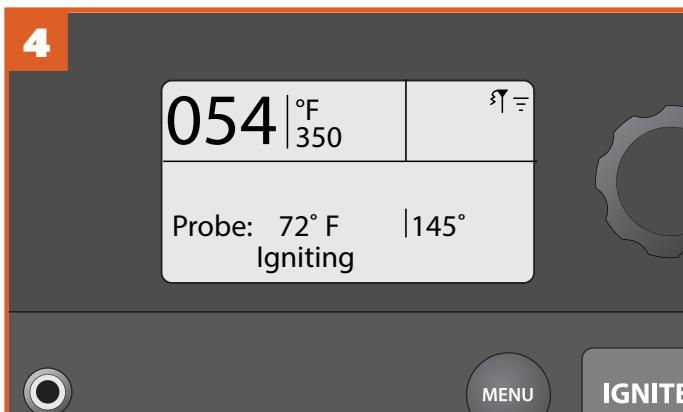 4
054 °F
350
Probe: 72° F 145°
Igniting
MENU
IGNITE